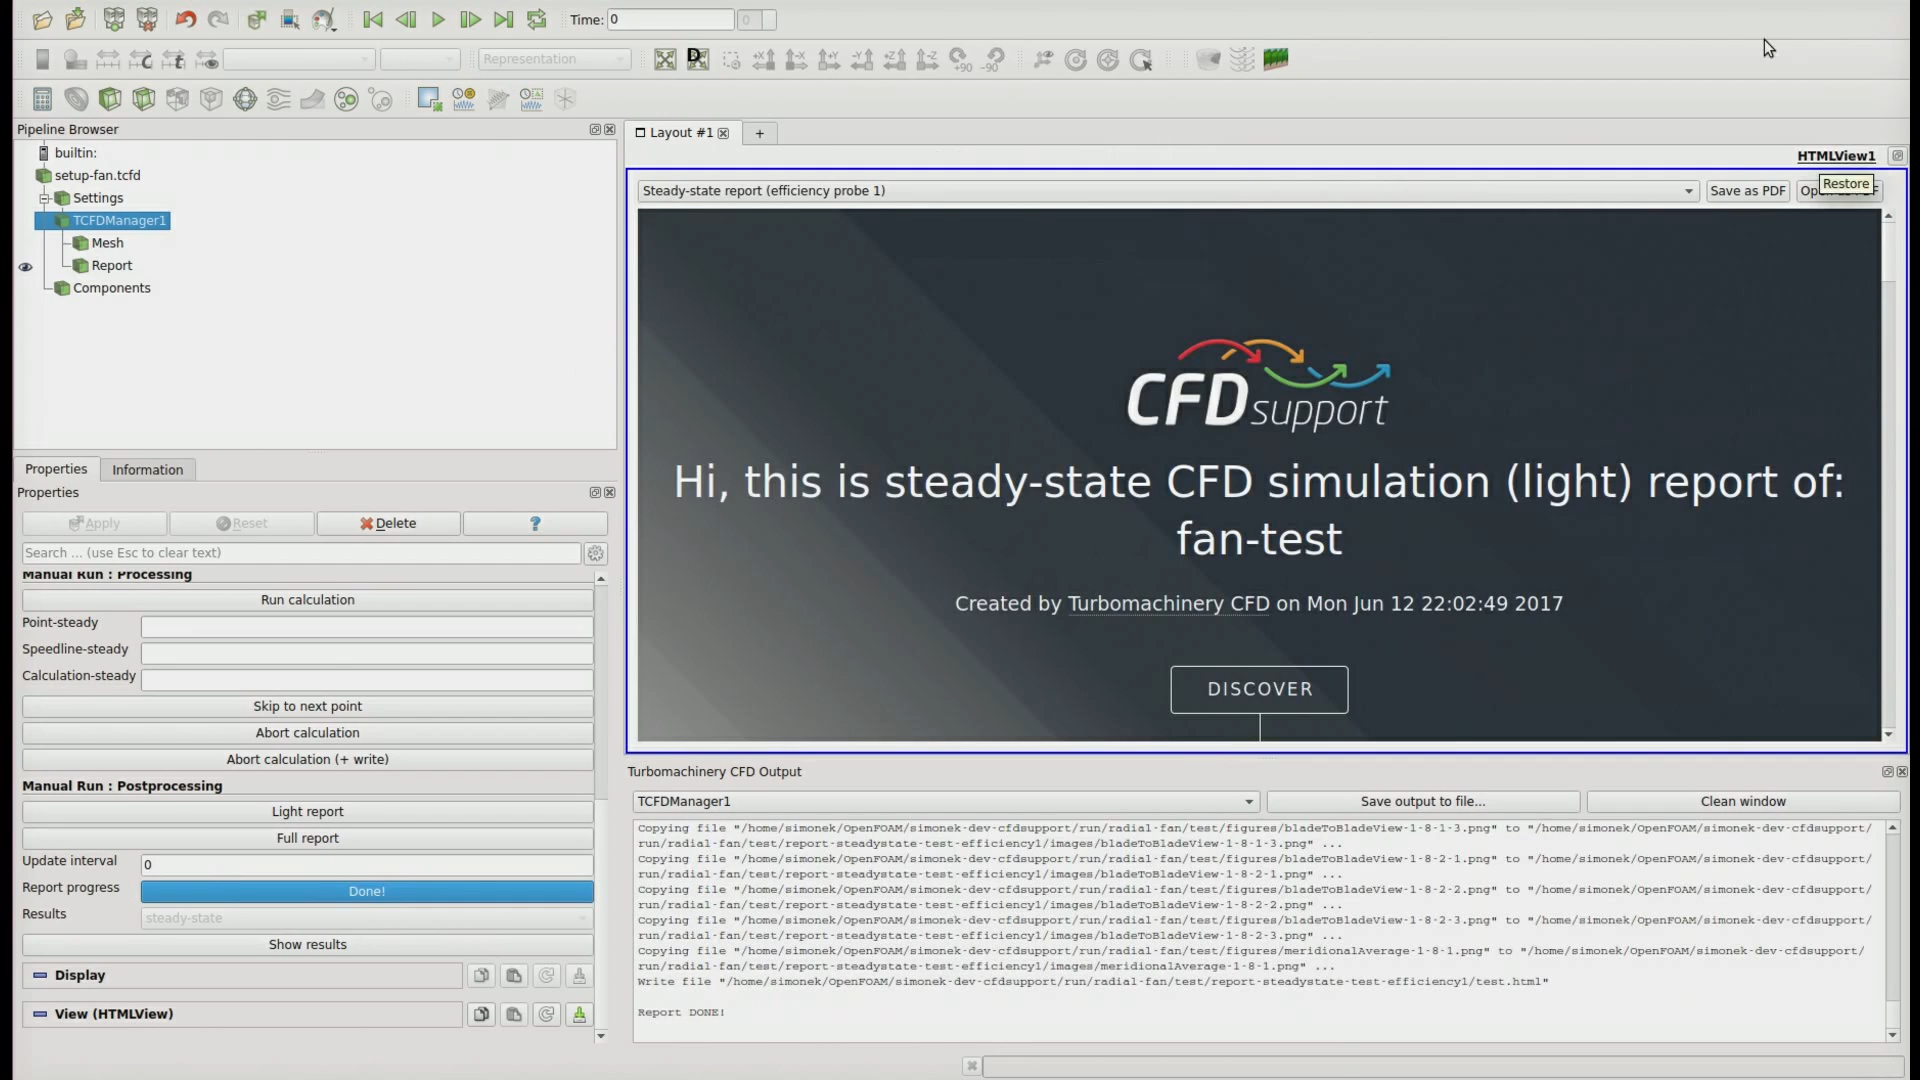 Time: 0 0
C t
Representation D +X -X +Y -Y +Z -Z +90 -90
Pipeline Browser
builtin:
setup-fan.tcfd
Settings
TCFDManager1
Mesh
Report
Components
Properties Information
Properties
Apply Reset Delete ?
Search ... (use Esc to clear text)
Manual Run : Processing
Run calculation
Point-steady
Speedline-steady
Calculation-steady
Skip to next point
Abort calculation
Abort calculation (+ write)
Manual Run : Postprocessing
Light report
Full report
Update interval 0
Report progress Done!
Results steady-state
Show results
Display
View (HTMLView)
Layout #1 +
HTMLView1
Restore
Steady-state report (efficiency probe 1) Save as PDF
CFD support
Hi, this is steady-state CFD simulation (light) report of:
fan-test
Created by Turbomachinery CFD on Mon Jun 12 22:02:49 2017
DISCOVER
Turbomachinery CFD Output
TCFDManager1 Save output to file... Clean window
Copying file "/home/simonek/OpenFOAM/simonek-dev-cfdsupport/run/radial-fan/test/figures/bladeToBladeView-1-8-1-3.png" to "/home/simonek/OpenFOAM/simonek-dev-cfdsupport/
run/radial-fan/test/report-steadystate-test-efficiency1/images/bladeToBladeView-1-8-1-3.png" ...
Copying file "/home/simonek/OpenFOAM/simonek-dev-cfdsupport/run/radial-fan/test/figures/bladeToBladeView-1-8-2-1.png" to "/home/simonek/OpenFOAM/simonek-dev-cfdsupport/
run/radial-fan/test/report-steadystate-test-efficiency1/images/bladeToBladeView-1-8-2-1.png" ...
Copying file "/home/simonek/OpenFOAM/simonek-dev-cfdsupport/run/radial-fan/test/figures/bladeToBladeView-1-8-2-2.png" to "/home/simonek/OpenFOAM/simonek-dev-cfdsupport/
run/radial-fan/test/report-steadystate-test-efficiency1/images/bladeToBladeView-1-8-2-2.png" ...
Copying file "/home/simonek/OpenFOAM/simonek-dev-cfdsupport/run/radial-fan/test/figures/bladeToBladeView-1-8-2-3.png" to "/home/simonek/OpenFOAM/simonek-dev-cfdsupport/
run/radial-fan/test/report-steadystate-test-efficiency1/images/bladeToBladeView-1-8-2-3.png" ...
Copying file "/home/simonek/OpenFOAM/simonek-dev-cfdsupport/run/radial-fan/test/figures/meridionalAverage-1-8-1.png" to "/home/simonek/OpenFOAM/simonek-dev-cfdsupport/
run/radial-fan/test/report-steadystate-test-efficiency1/images/meridionalAverage-1-8-1.png" ...
Write file "/home/simonek/OpenFOAM/simonek-dev-cfdsupport/run/radial-fan/test/report-steadystate-test-efficiency1/test.html"
Report DONE!